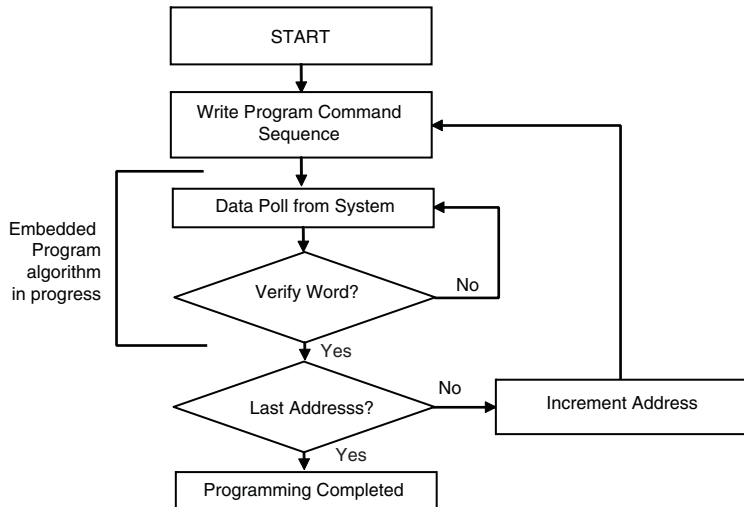 START
Write Program Command
Sequence
Data Poll from System
Embedded
Program
algorithm
in progress
Verify Word?
No
Yes
Last Addresss?
No
Increment Address
Yes
Programming Completed